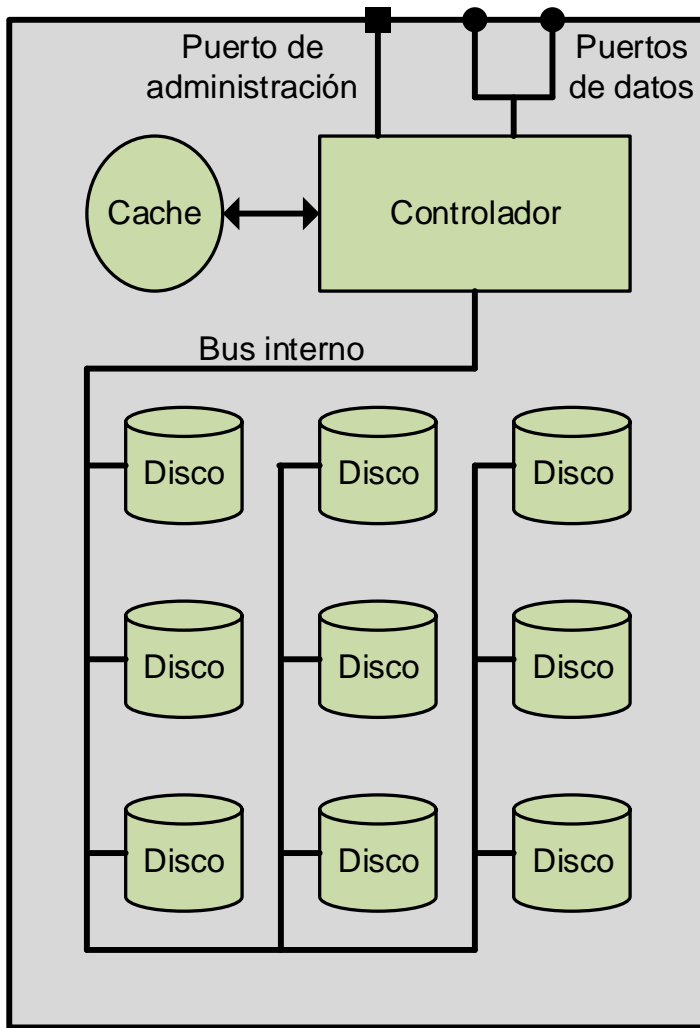 Puerto de
administración
Puertos
de datos
Cache
Controlador
Bus interno
Disco
Disco
Disco
Disco
Disco
Disco
Disco
Disco
Disco